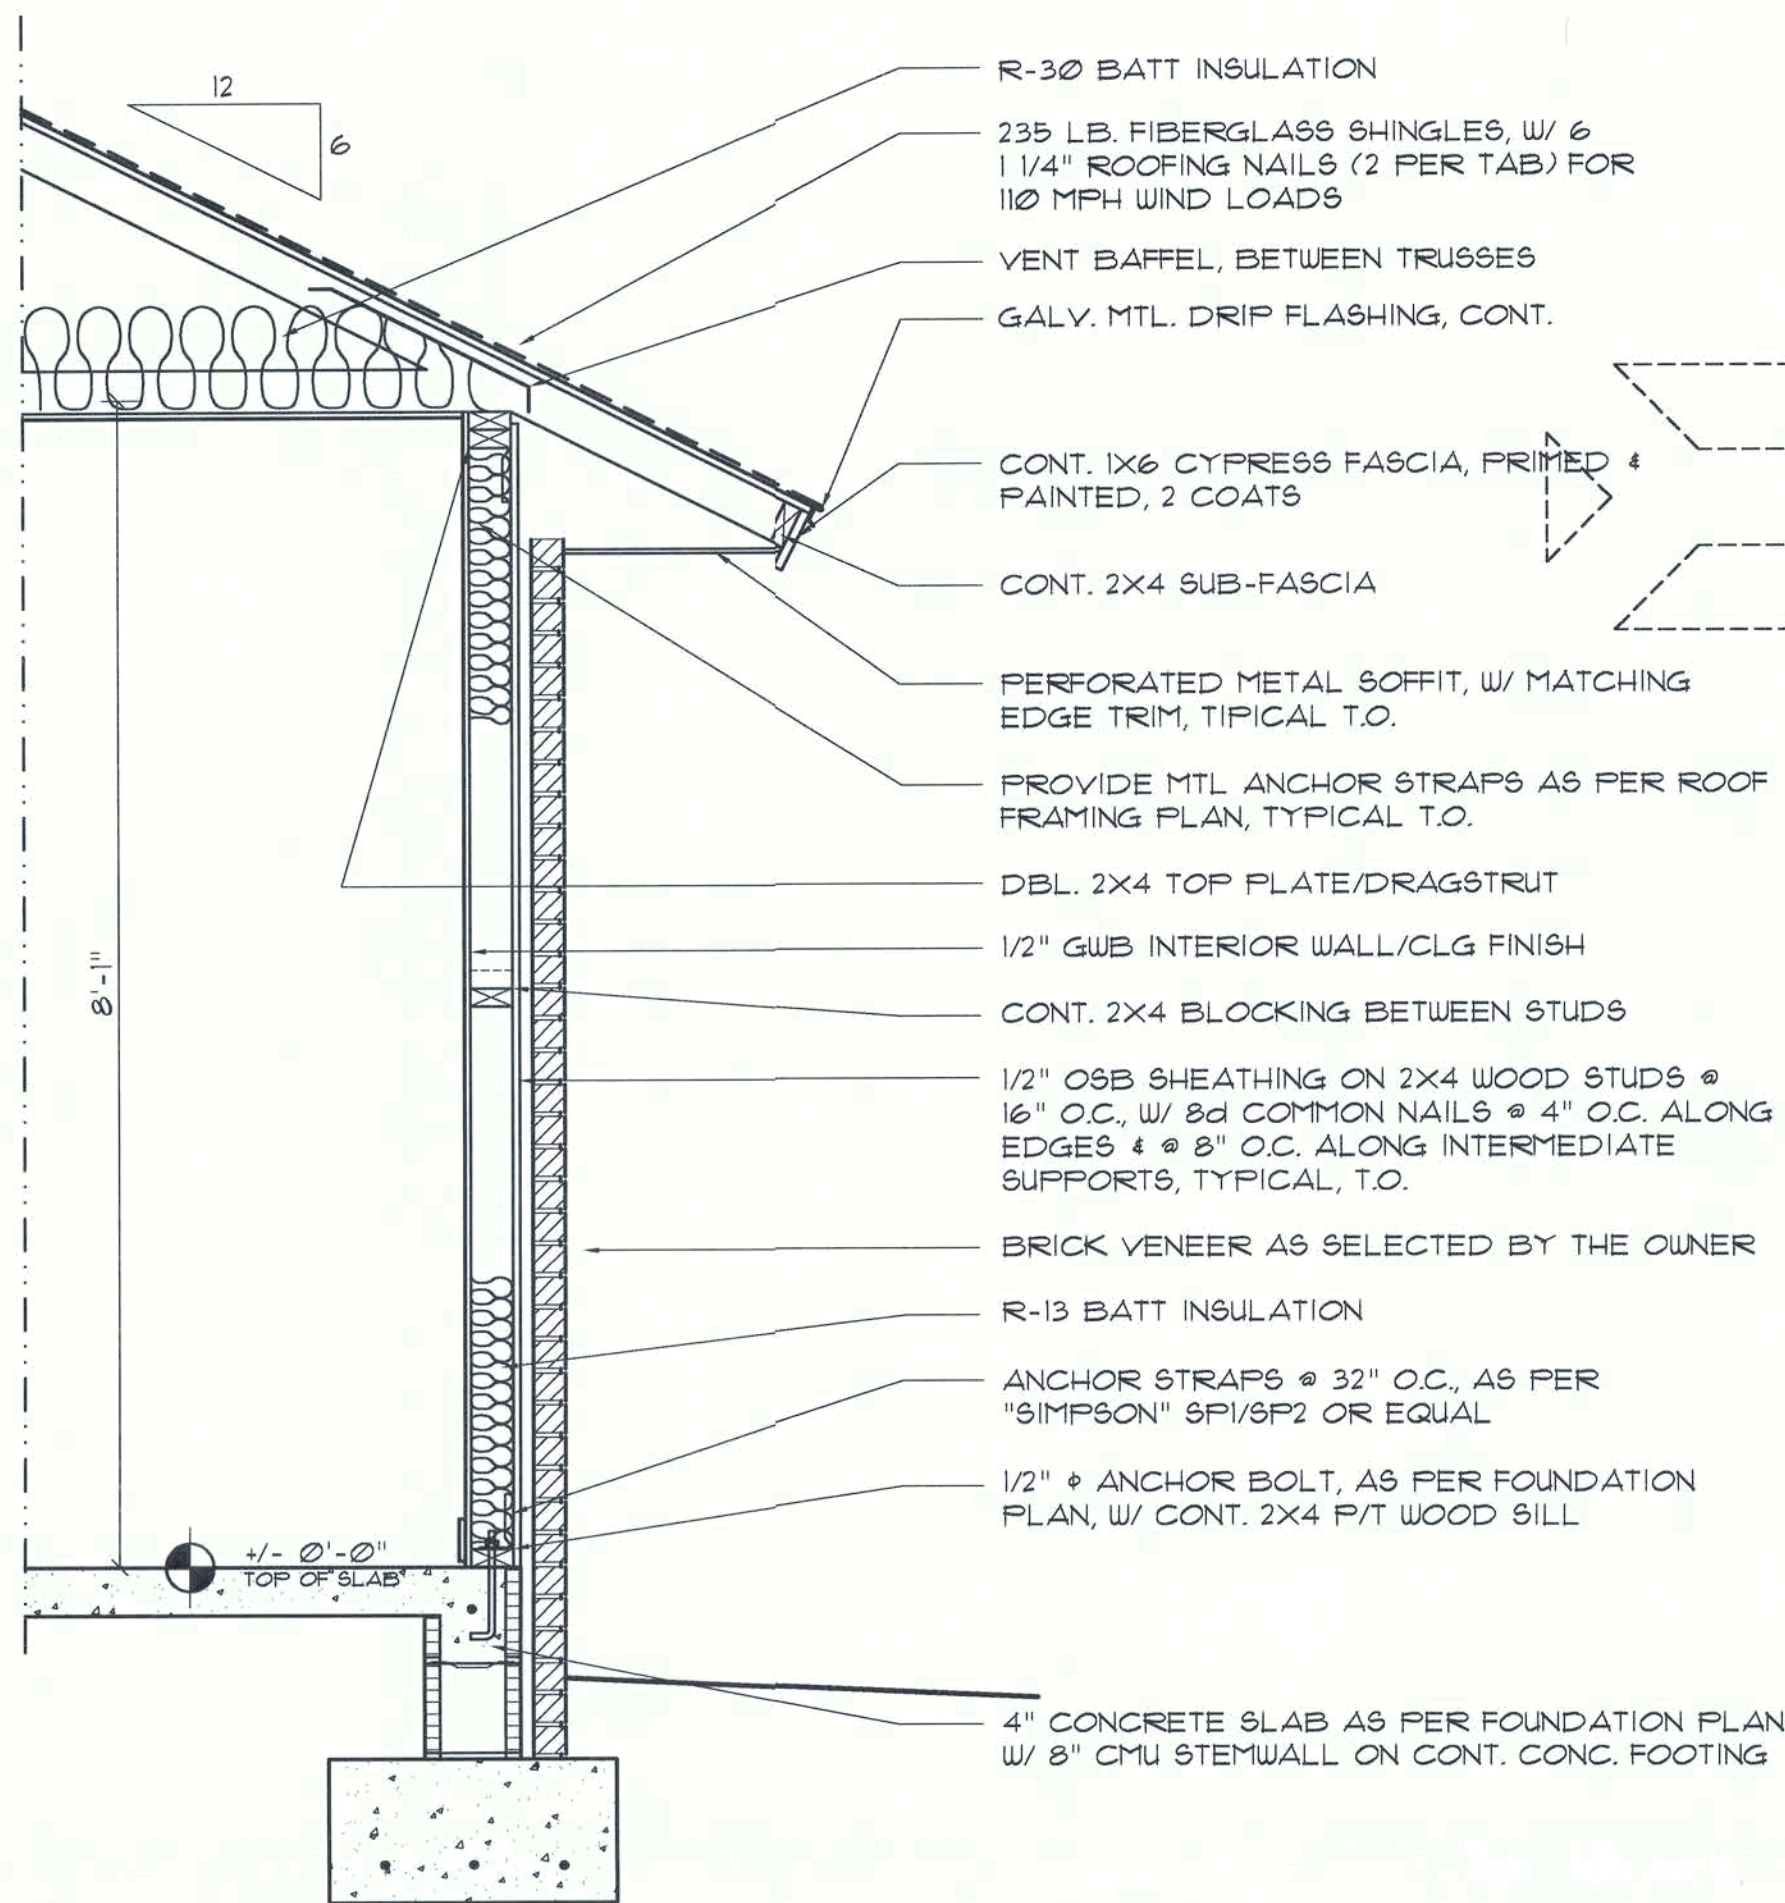 12
6
R-3Ø BATT INSULATION
235 LB. FIBERGLASS SHINGLES, W/ 6
1 1/4" ROOFING NAILS (2 PER TAB) FOR
11Ø MPH WIND LOADS
VENT BAFFEL, BETWEEN TRUSSES
GALV. MTL. DRIP FLASHING, CONT.
CONT. 1X6 CYPRESS FASCIA, PRIMED &
PAINTED, 2 COATS
CONT. 2X4 SUB-FASCIA
PERFORATED METAL SOFFIT, W/ MATCHING
EDGE TRIM, TIPICAL T.O.
PROVIDE MTL ANCHOR STRAPS AS PER ROOF
FRAMING PLAN, TYPICAL T.O.
DBL. 2X4 TOP PLATE/DRAGSTRUT
1/2" GWB INTERIOR WALL/CLG FINISH
8'-1"
CONT. 2X4 BLOCKING BETWEEN STUDS
1/2" OSB SHEATHING ON 2X4 WOOD STUDS @
16" O.C., W/ 8d COMMON NAILS @ 4" O.C. ALONG
EDGES & @ 8" O.C. ALONG INTERMEDIATE
SUPPORTS, TYPICAL, T.O.
BRICK VENEER AS SELECTED BY THE OWNER
R-13 BATT INSULATION
ANCHOR STRAPS @ 32" O.C., AS PER
"SIMPSON" SP1/SP2 OR EQUAL
1/2" ϕ ANCHOR BOLT, AS PER FOUNDATION
PLAN, W/ CONT. 2X4 P/T WOOD SILL
+/- Ø'-Ø"
TOP OF SLAB
4" CONCRETE SLAB AS PER FOUNDATION PLAN
W/ 8" CMU STEMWALL ON CONT. CONC. FOOTING